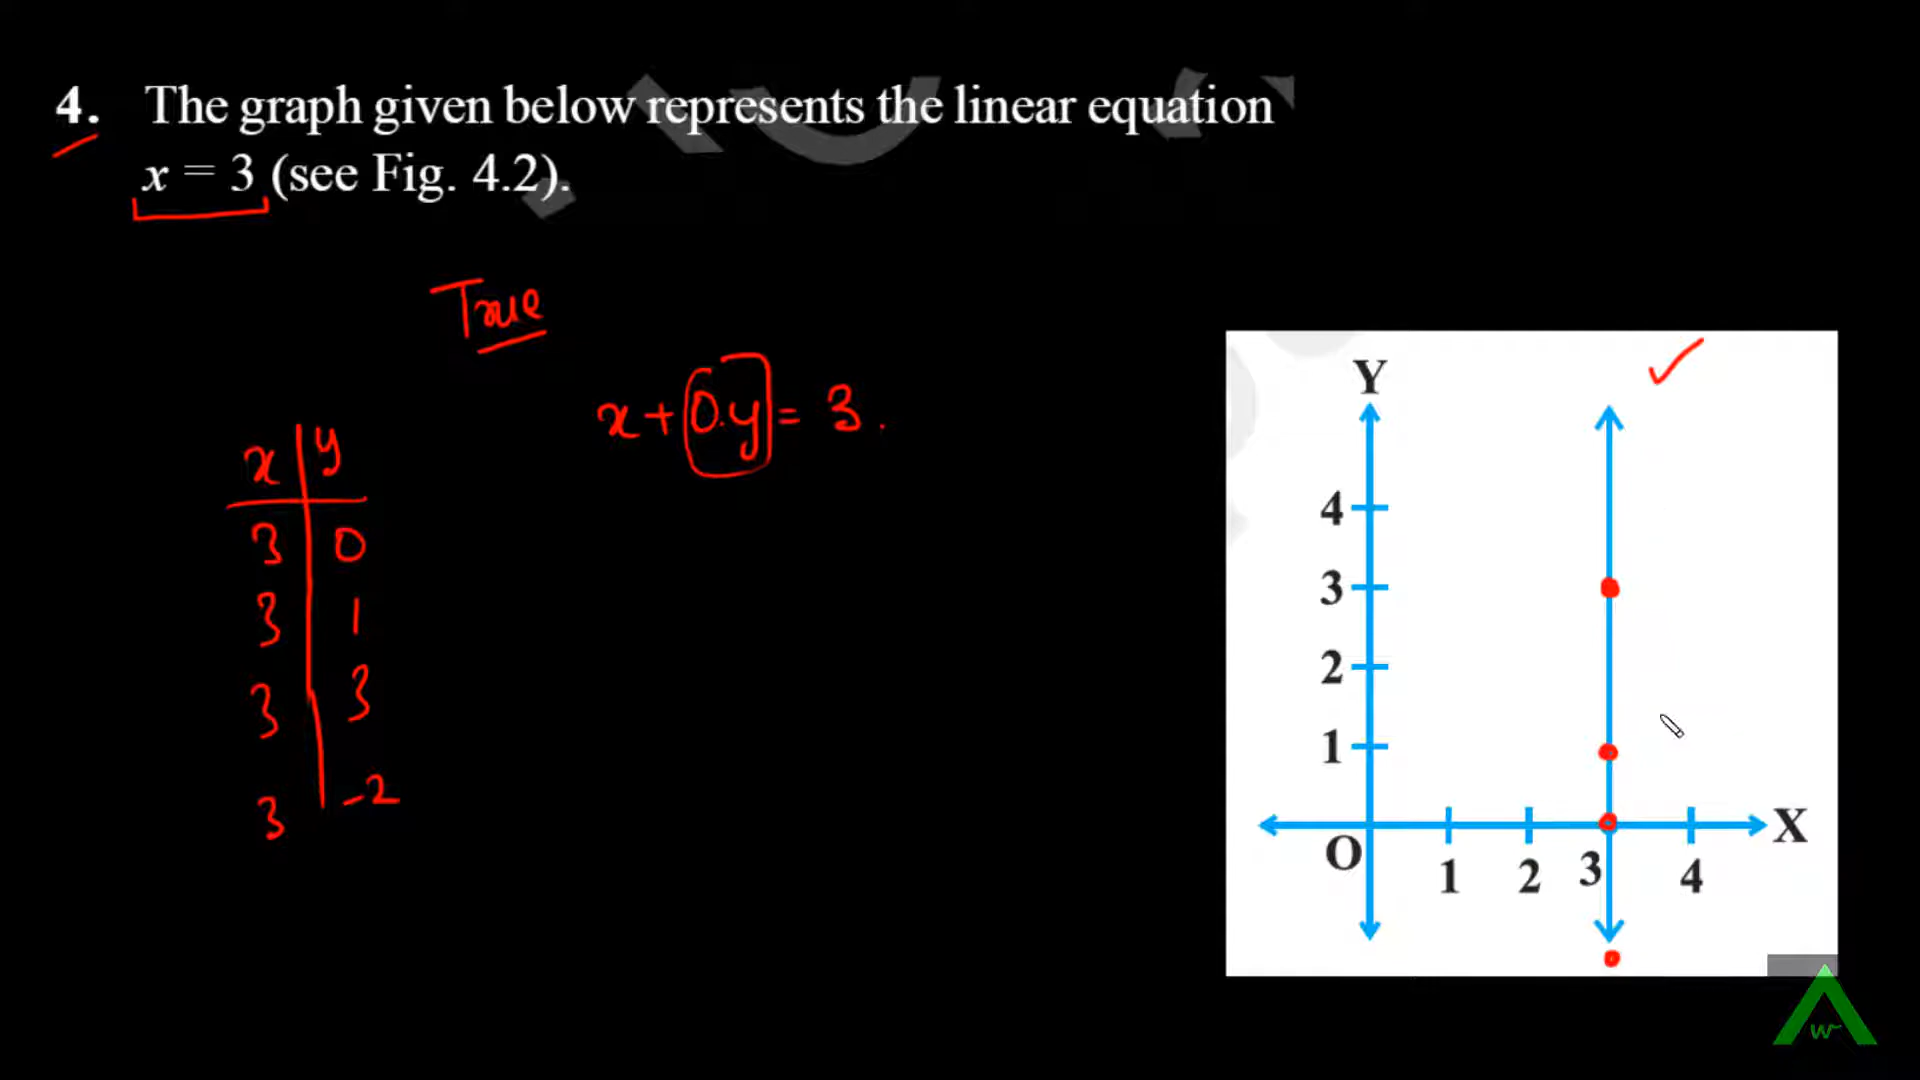 4. The graph given below represents the linear equation
x = 3 (see Fig. 4.2).
True
x + 0.y = 3.
x y
3 0
3 1
3 3
3 -2
Y
4
3
2
1
O 1 2 3 4 X
w